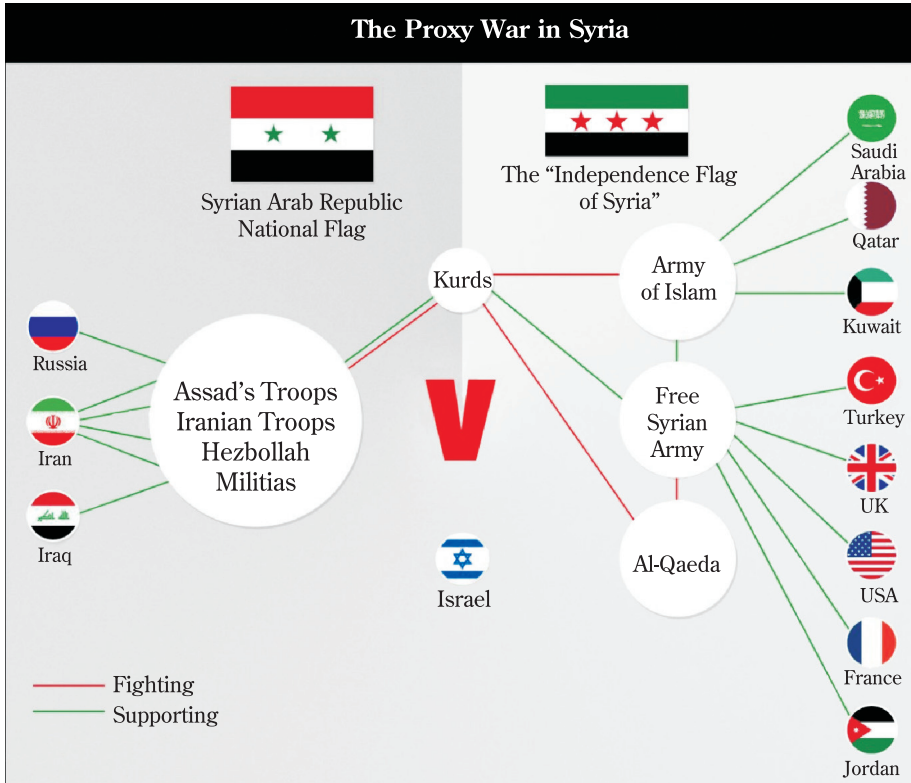 The Proxy War in Syria
Syrian Arab Republic
National Flag
The “Independence Flag
of Syria”
Saudi
Arabia
Qatar
Kuwait
Turkey
UK
USA
France
Jordan
Kurds
Army
of Islam
Free
Syrian
Army
Al-Qaeda
Russia
Iran
Iraq
Assad’s Troops
Iranian Troops
Hezbollah
Militias
V
Israel
Fighting
Supporting